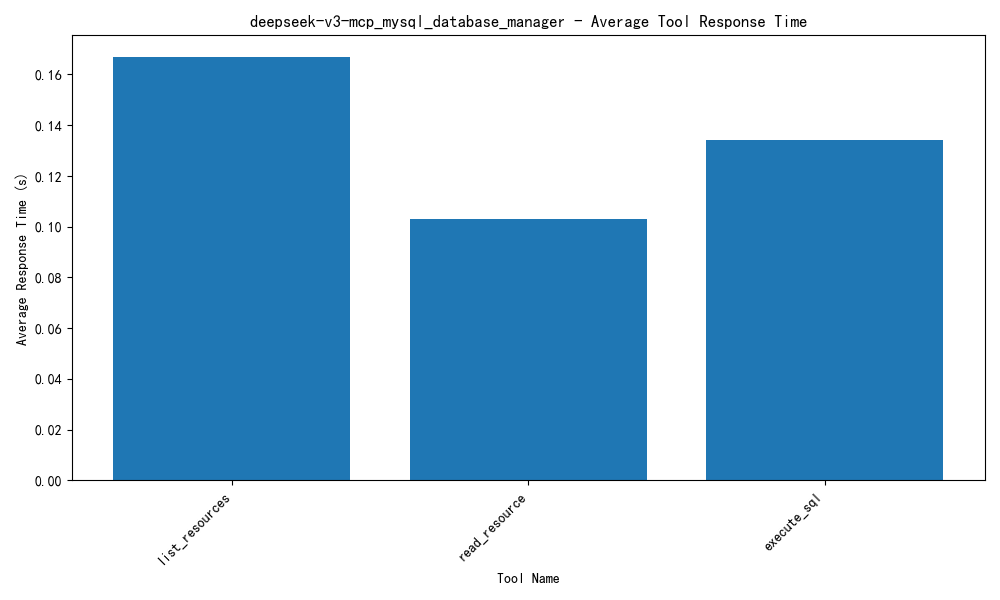 deepseek-v3-mcp_mysql_database_manager - Average Tool Response Time
Average Response Time (s)
0.16
0.14
0.12
0.10
0.08
0.06
0.04
0.02
0.00
list_resources
read_resource
execute_sql
Tool Name